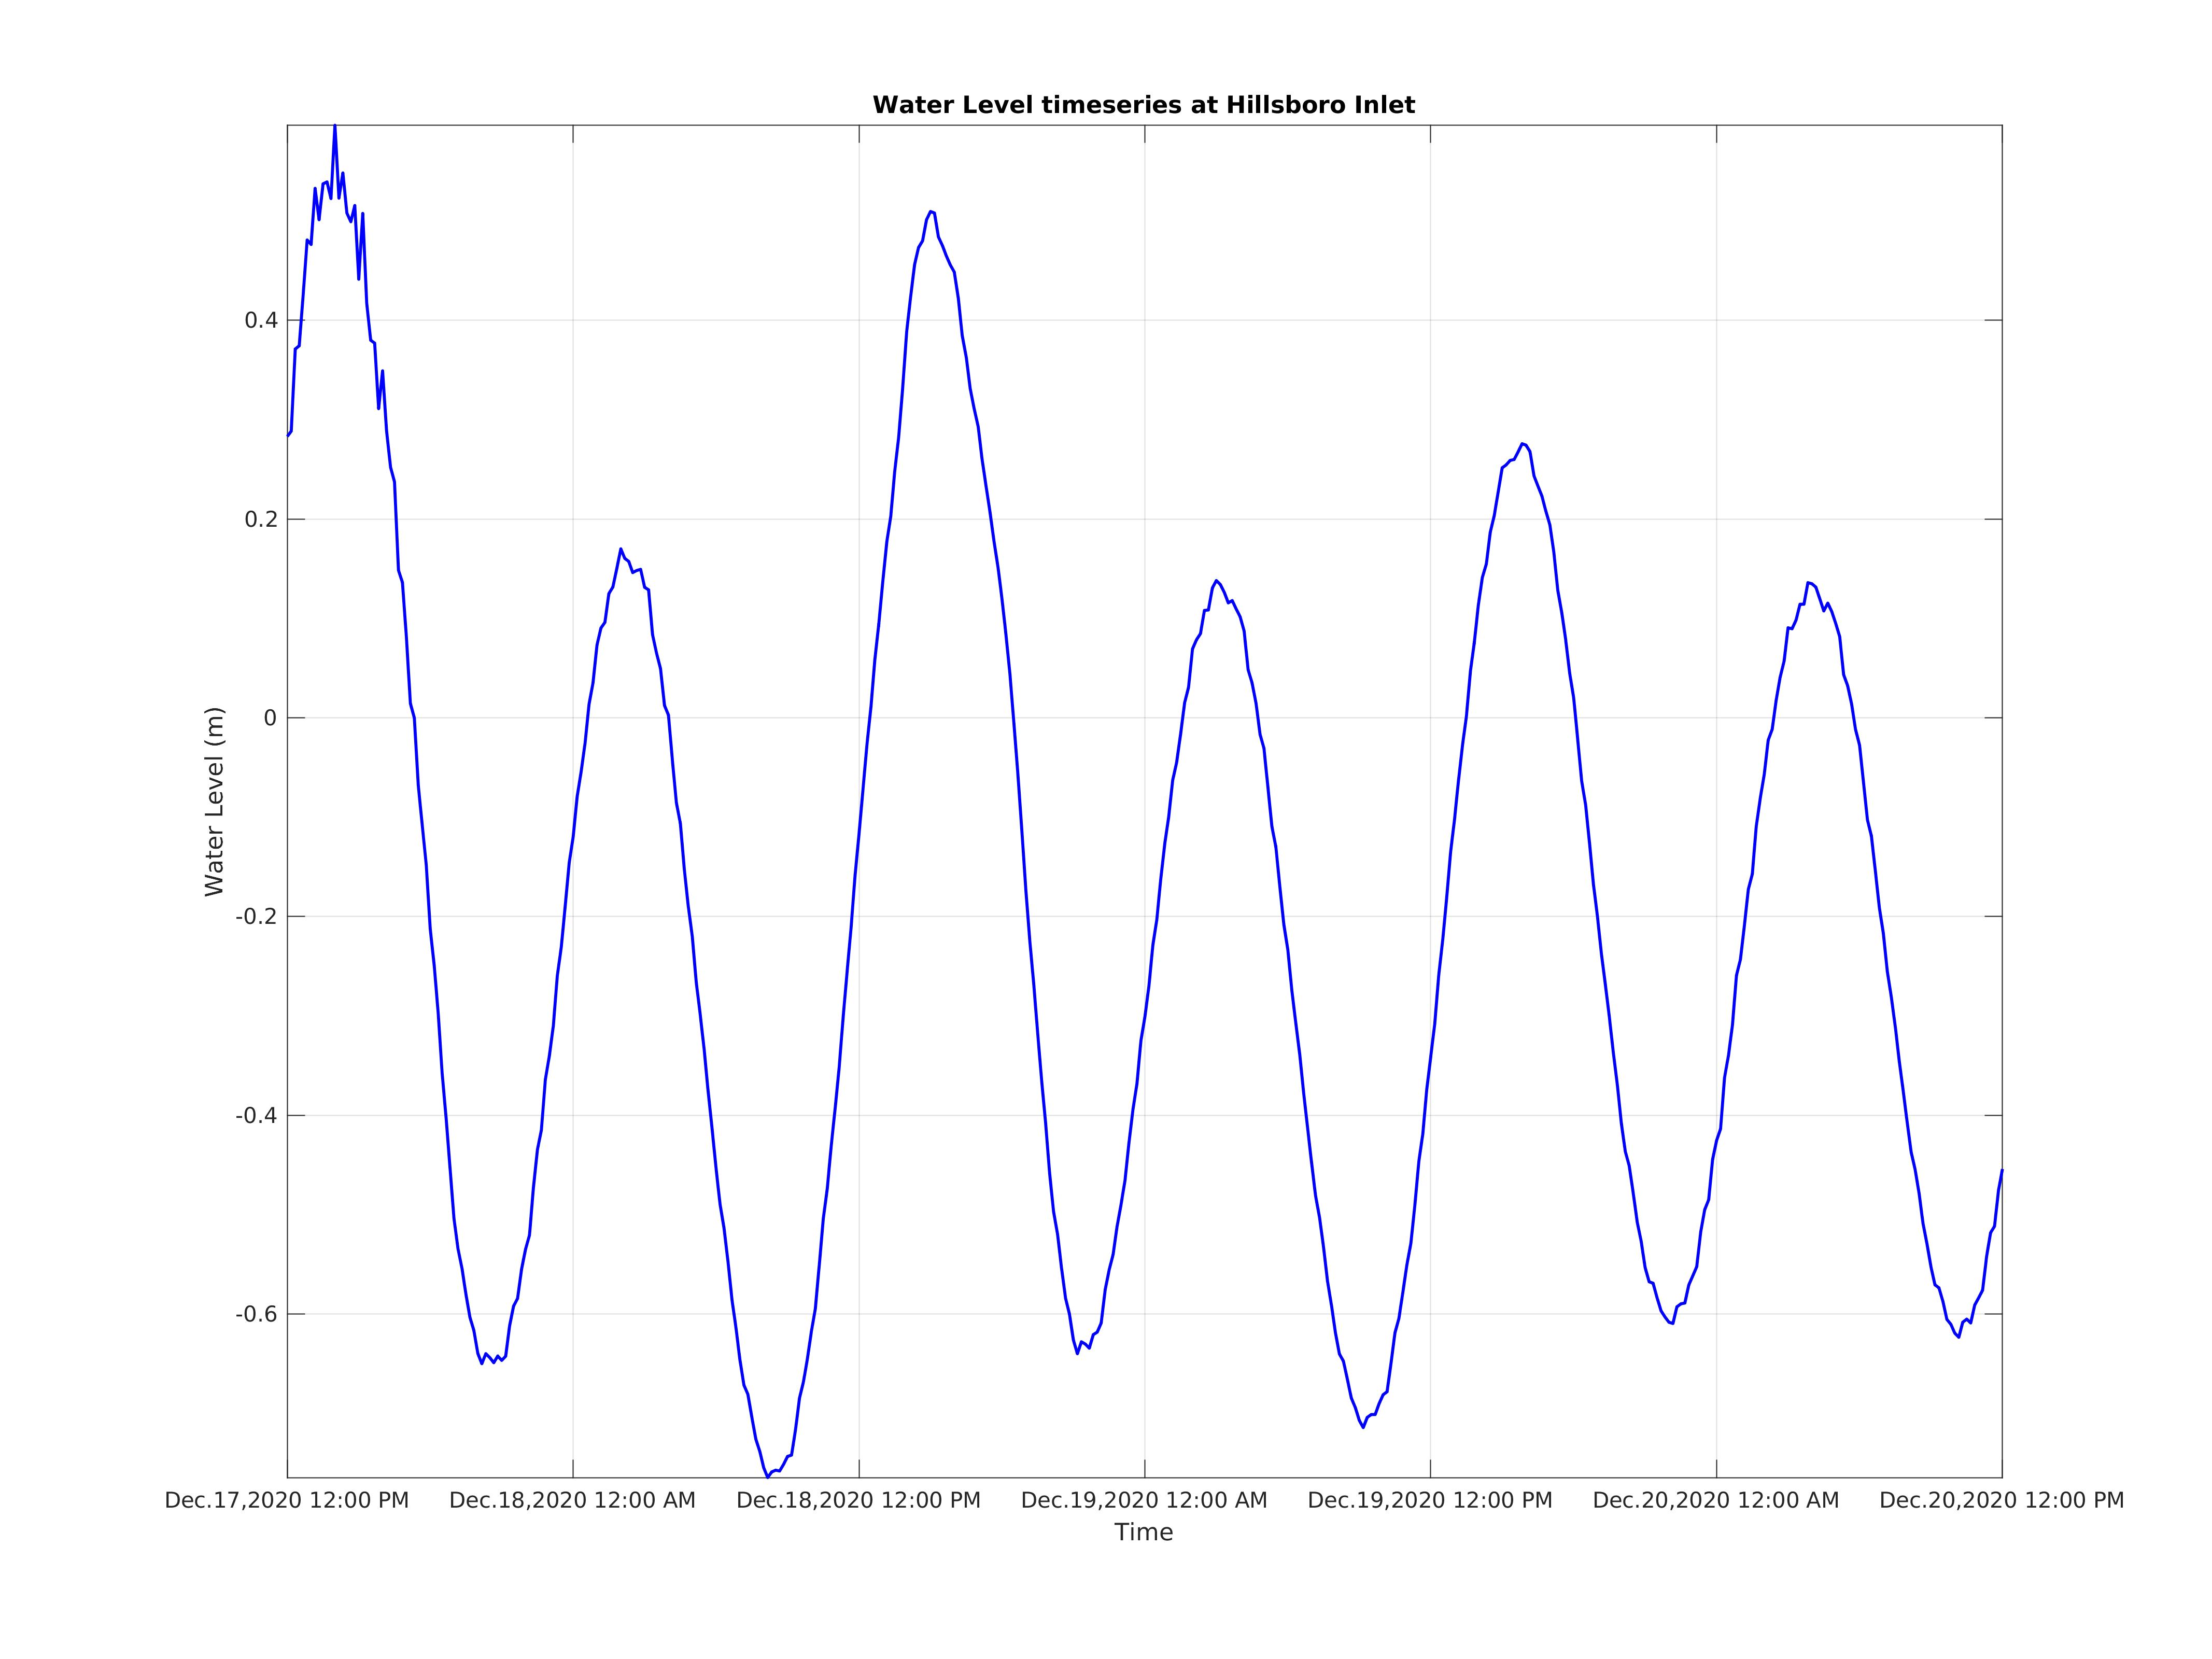 Water Level timeseries at Hillsboro Inlet
0.4
0.2
0
-0.2
-0.4
-0.6
Water Level (m)
Dec.17,2020 12:00 PM
Dec.18,2020 12:00 AM
Dec.18,2020 12:00 PM
Dec.19,2020 12:00 AM
Dec.19,2020 12:00 PM
Dec.20,2020 12:00 AM
Dec.20,2020 12:00 PM
Time